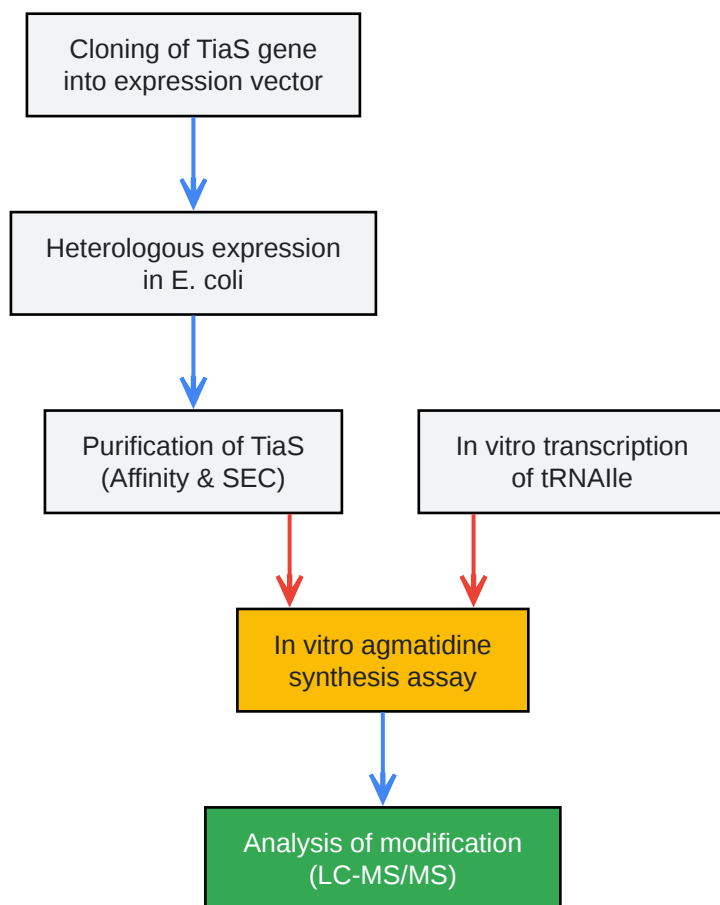 Cloning of TiaS gene
into expression vector
Heterologous expression
in E. coli
Purification of TiaS
(Affinity & SEC)
In vitro transcription
of tRNAIle
In vitro agmatidine
synthesis assay
Analysis of modification
(LC-MS/MS)